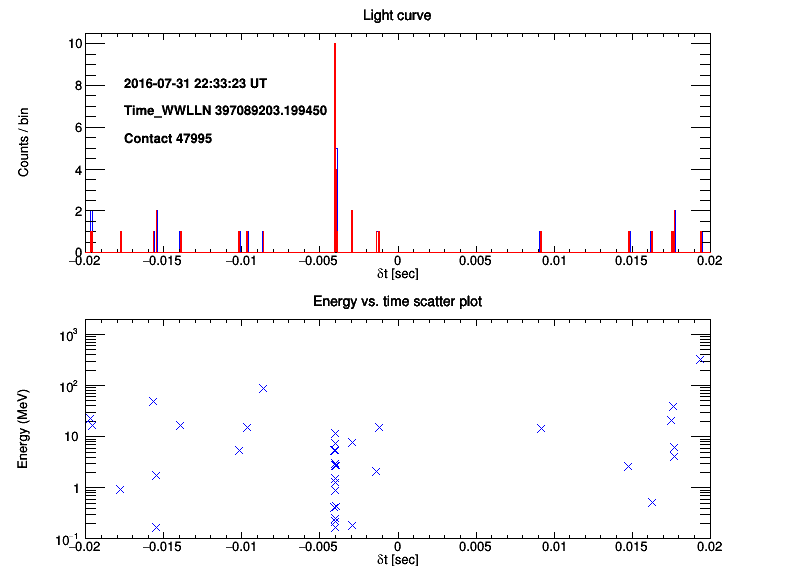 Light curve
Counts / bin
10
8
6
4
2
0
2016-07-31 22:33:23 UT
Time_WWLLN 397089203.199450
Contact 47995
−0.02 −0.015 −0.01 −0.005 0 0.005 0.01 0.015 0.02
δt [sec]
Energy vs. time scatter plot
Energy (MeV)
10³
10²
10
1
10⁻¹
−0.02 −0.015 −0.01 −0.005 0 0.005 0.01 0.015 0.02
δt [sec]